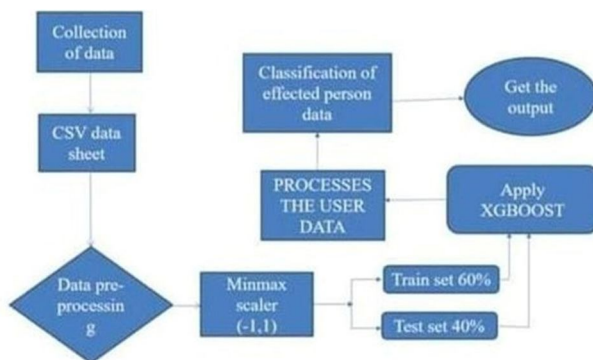 Collection
of data
CSV data
sheet
Data pre-
processin
g
Minmax
scaler
(-1,1)
Train set 60%
Test set 40%
Apply
XGBOOST
PROCESSES
THE USER
DATA
Classification of
effected person
data
Get the
output